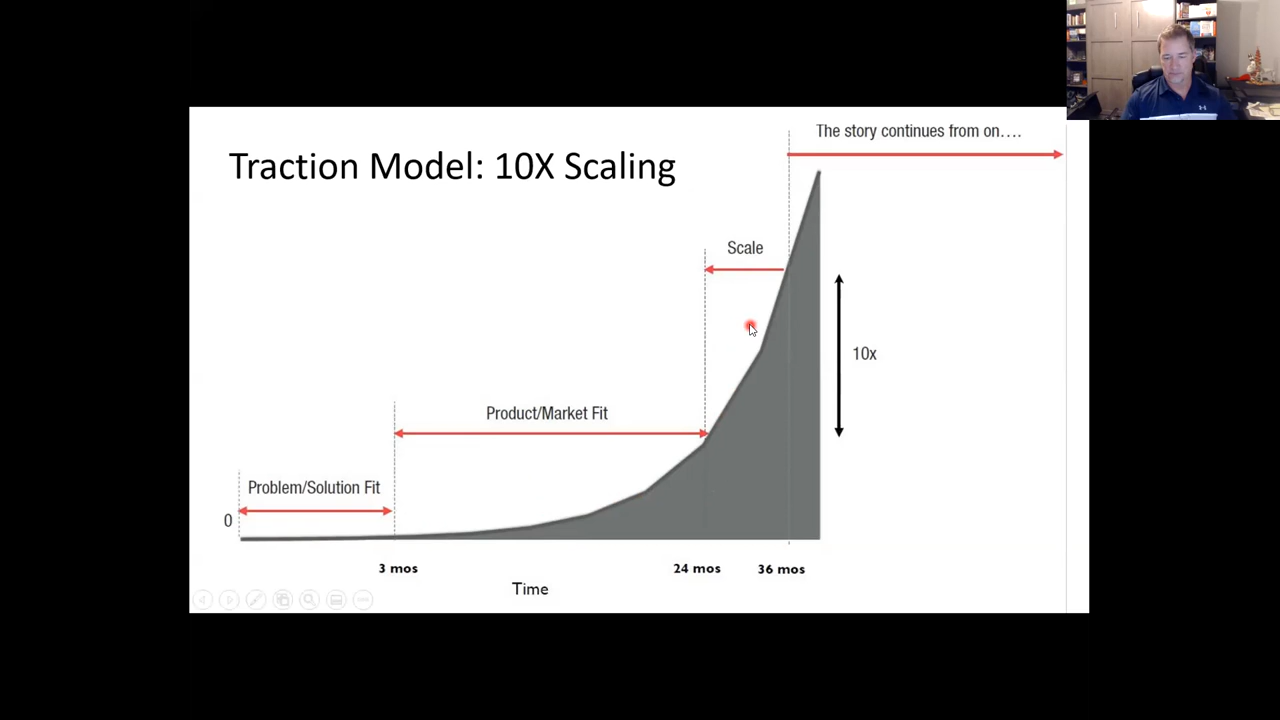 The story continues from on….
Traction Model: 10X Scaling
Scale
10x
Product/Market Fit
Problem/Solution Fit
0
3 mos
24 mos
36 mos
Time